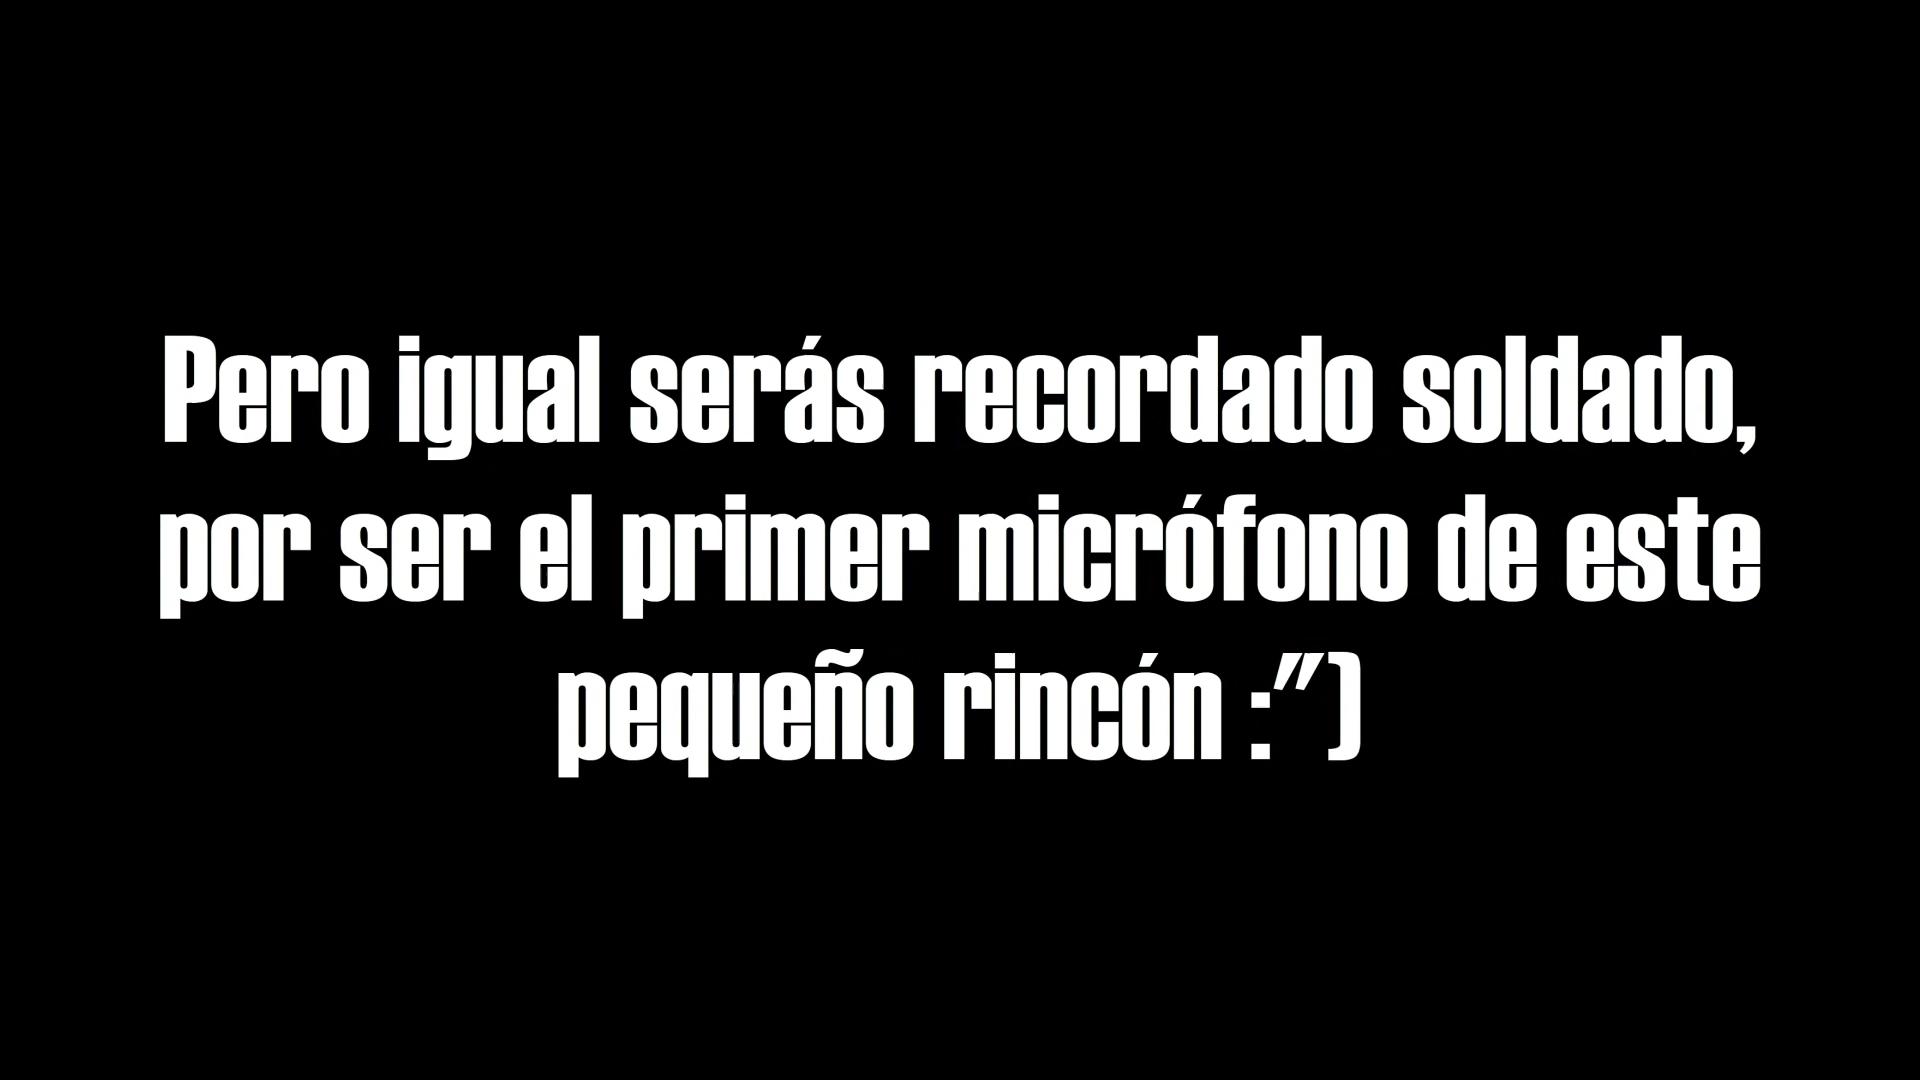 Pero igual serás recordado soldado,
por ser el primer micrófono de este
pequeño rincón :")